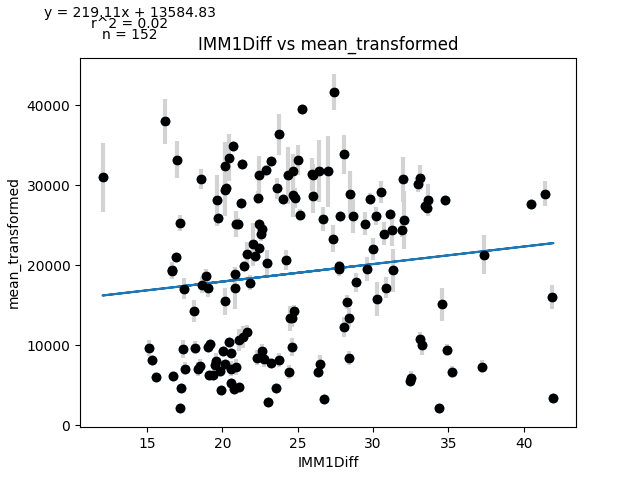 y = 219.11x + 13584.83
r^2 = 0.02
n = 152
IMM1Diff vs mean_transformed
mean_transformed
40000
30000
20000
10000
0
15 20 25 30 35 40
IMM1Diff